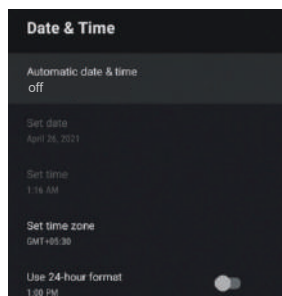 Date & Time
Automatic date & time
off
Set date
April 26, 2021
Set time
1:16 AM
Set time zone
GMT+05:30
Use 24-hour format
1:00 PM